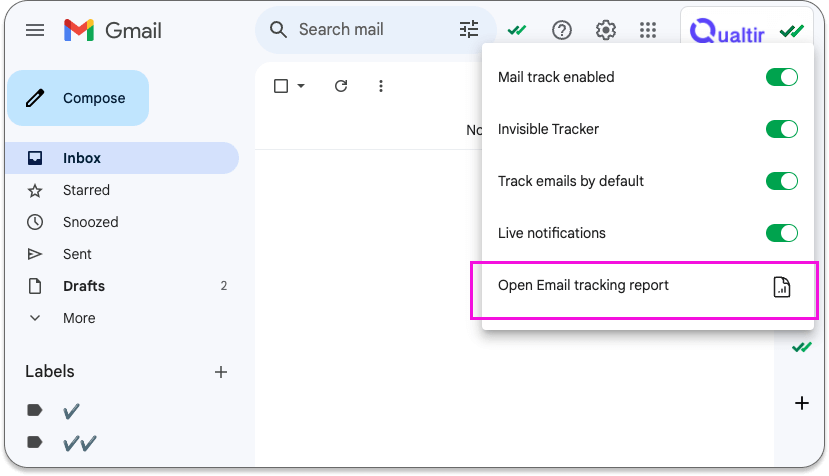 Gmail
Search mail
Qualtir
Compose
Mail track enabled
Invisible Tracker
Inbox
Starred
Track emails by default
Snoozed
Live notifications
Sent
Drafts 2
Open Email tracking report
More
Labels